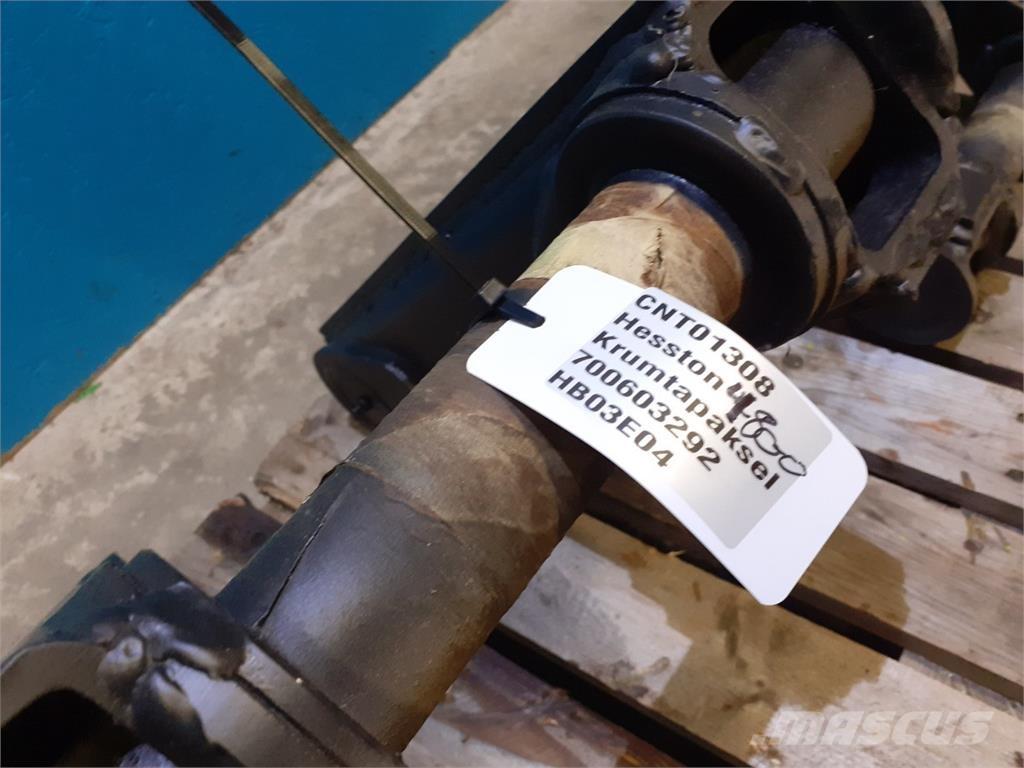 CNT01308
Hesston 4800
Krumtapaksel
700603292
HB03E04
MASCUS